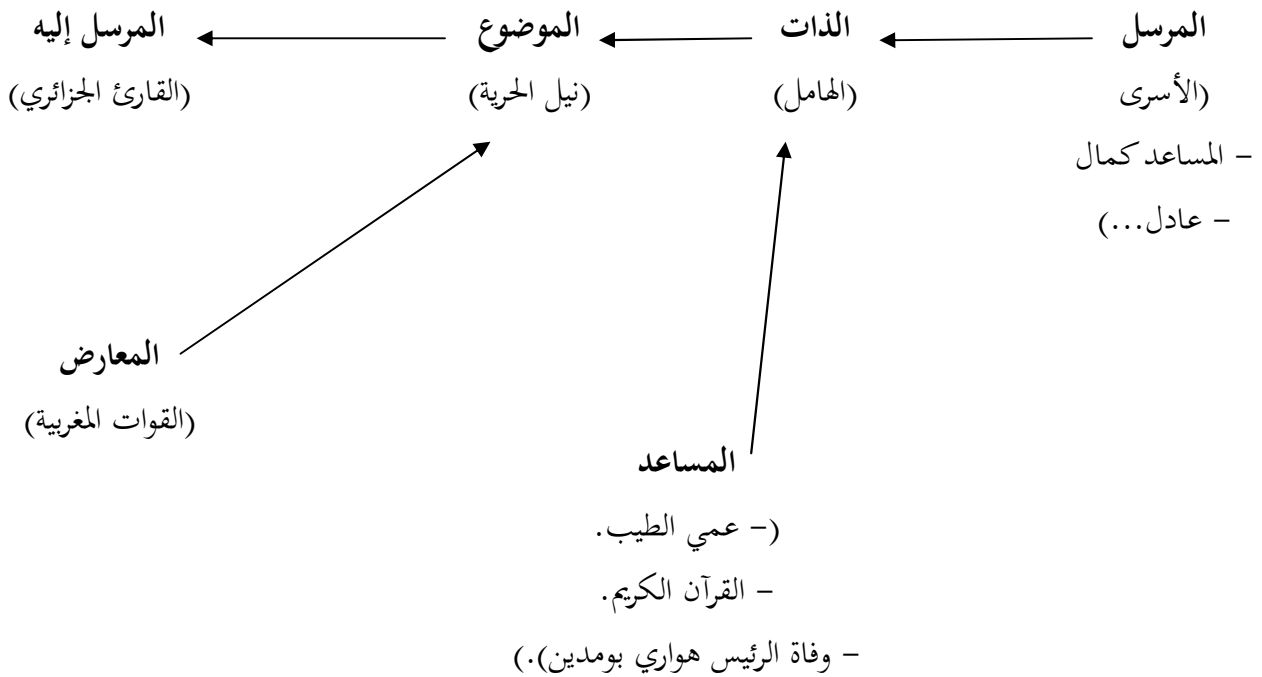 المرسل الذات الموضوع المرسل إليه
(الأسرى (الهامل) (نيل الحرية) (القارئ الجزائري)
– المساعد كمال
– عادل...)
المعارض
(القوات المغربية)
المساعد
(– عمي الطيب.
– القرآن الكريم.
– وفاة الرئيس هواري بومدين).)